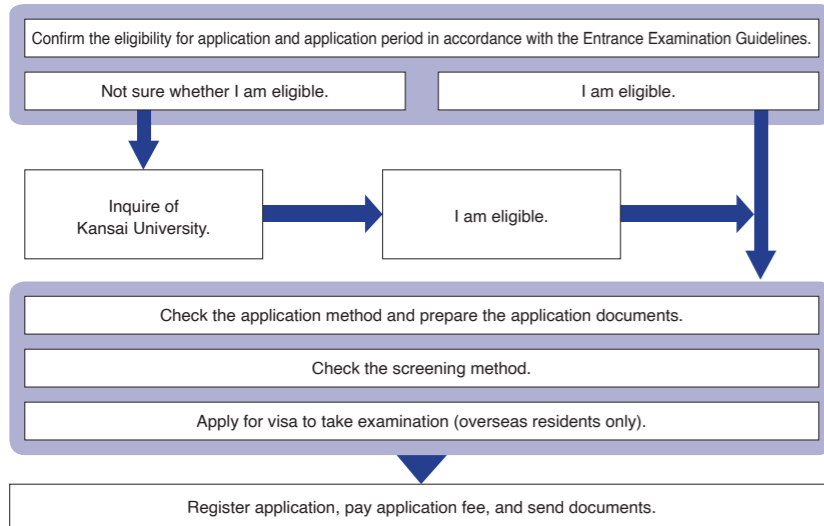 Confirm the eligibility for application and application period in accordance with the Entrance Examination Guidelines.
Not sure whether I am eligible.
I am eligible.
Inquire of
Kansai University.
I am eligible.
Check the application method and prepare the application documents.
Check the screening method.
Apply for visa to take examination (overseas residents only).
Register application, pay application fee, and send documents.